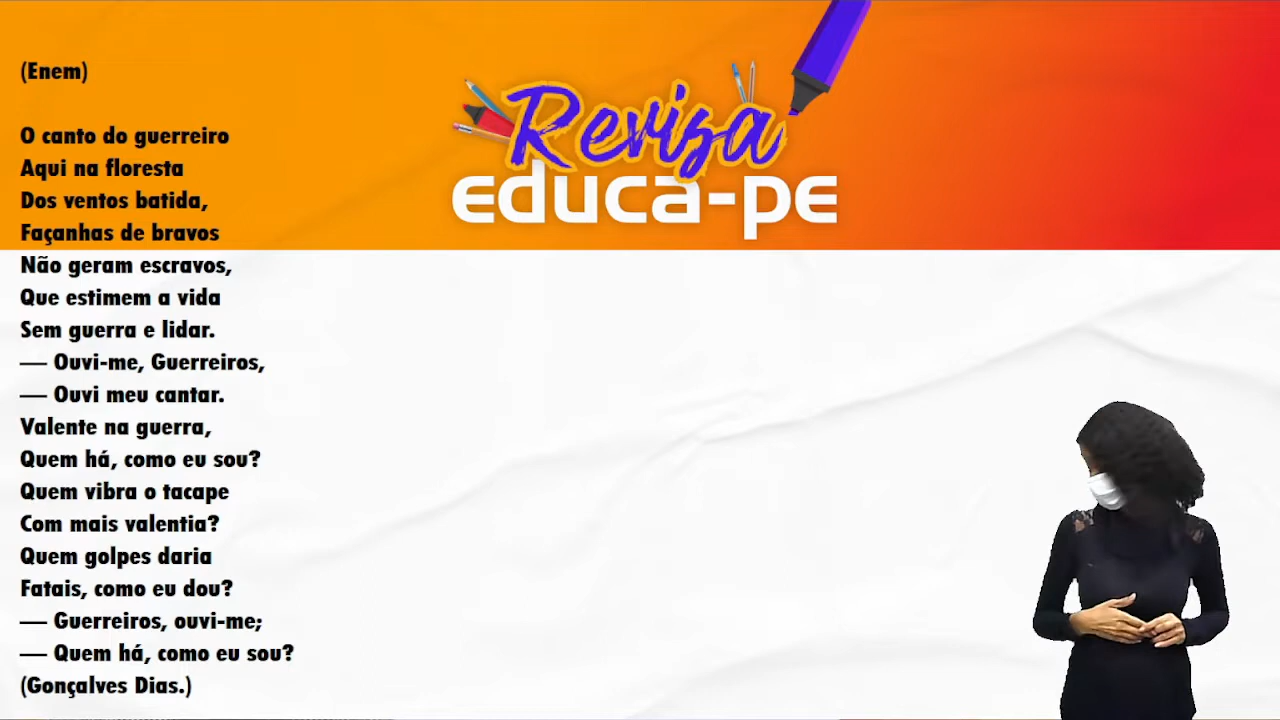 (Enem)
O canto do guerreiro
Aqui na floresta
Dos ventos batida,
Façanhas de bravos
Não geram escravos,
Que estimem a vida
Sem guerra e lidar.
— Ouvi-me, Guerreiros,
— Ouvi meu cantar.
Valente na guerra,
Quem há, como eu sou?
Quem vibra o tacape
Com mais valentia?
Quem golpes daria
Fatais, como eu dou?
— Guerreiros, ouvi-me;
— Quem há, como eu sou?
(Gonçalves Dias.)
Revisa
educa-pe